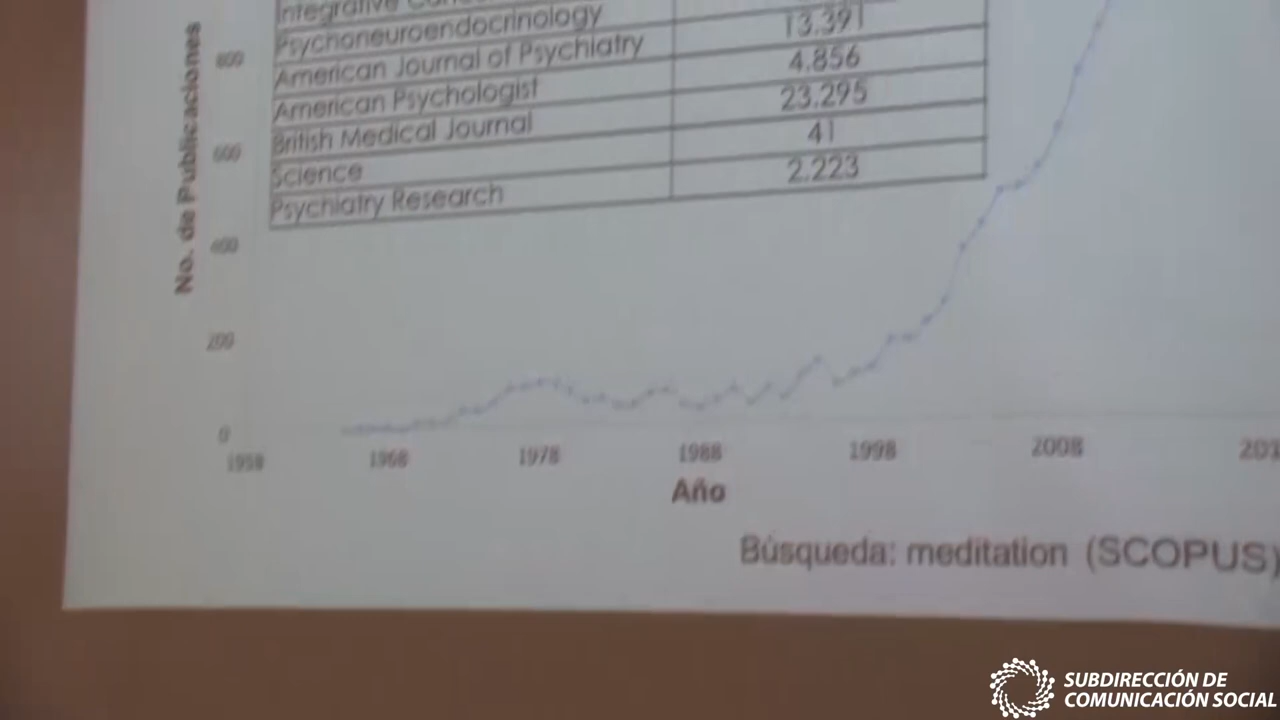 Integrative
Psychoneuroendocrinology
American Journal of Psychiatry 13.391
American Psychologist 4.856
British Medical Journal 23.295
Science 41
Psychiatry Research 2.223
No. de Publicaciones
800
600
400
200
0
1958 1968 1978 1988 1998 2008 201
Año
Búsqueda: meditation (SCOPUS)
SUBDIRECCIÓN DE
COMUNICACIÓN SOCIAL